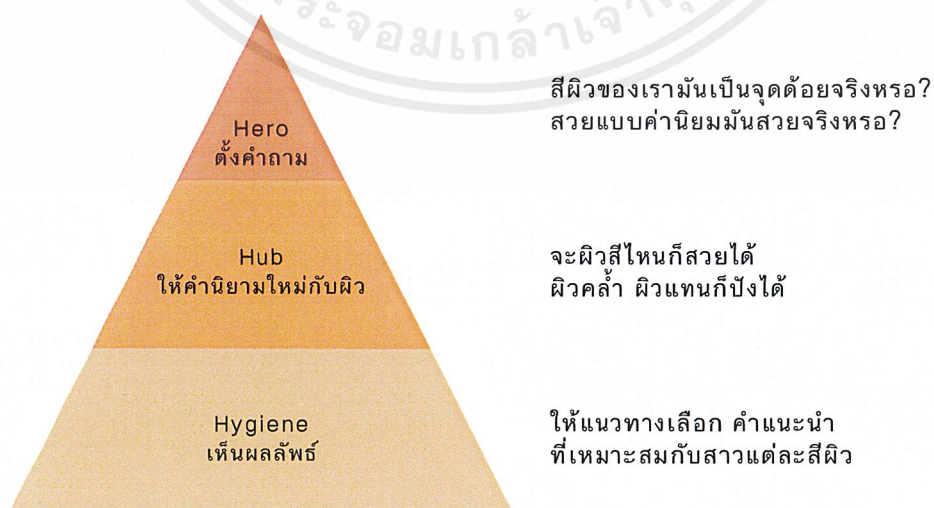 Hero
ตั้งคำถาม
สีผิวของเรามันเป็นจุดด้อยจริงหรอ?
สวยแบบค่านิยมมันสวยจริงหรอ?
Hub
ให้คำนิยามใหม่กับผิว
จะผิวสีไหนก็สวยได้
ผิวคล้ำ ผิวแทนก็ปังได้
Hygiene
เห็นผลลัพธ์
ให้แนวทางเลือก คำแนะนำ
ที่เหมาะสมกับสาวแต่ละสีผิว